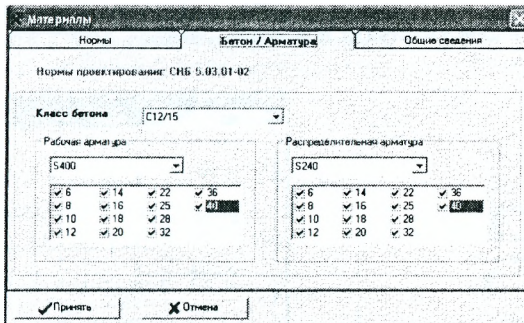 Материалы
Нормы Бетон / Арматура Общие сведения
Нормы проектирования: СНБ 5.03.01-02
Класс бетона C12/15
Рабочая арматура Распределительная арматура
S400 S240
6 14 22 36 6 14 22 36
8 16 25 40 8 16 25 40
10 18 28 10 18 28
12 20 32 12 20 32
Принять Отмена